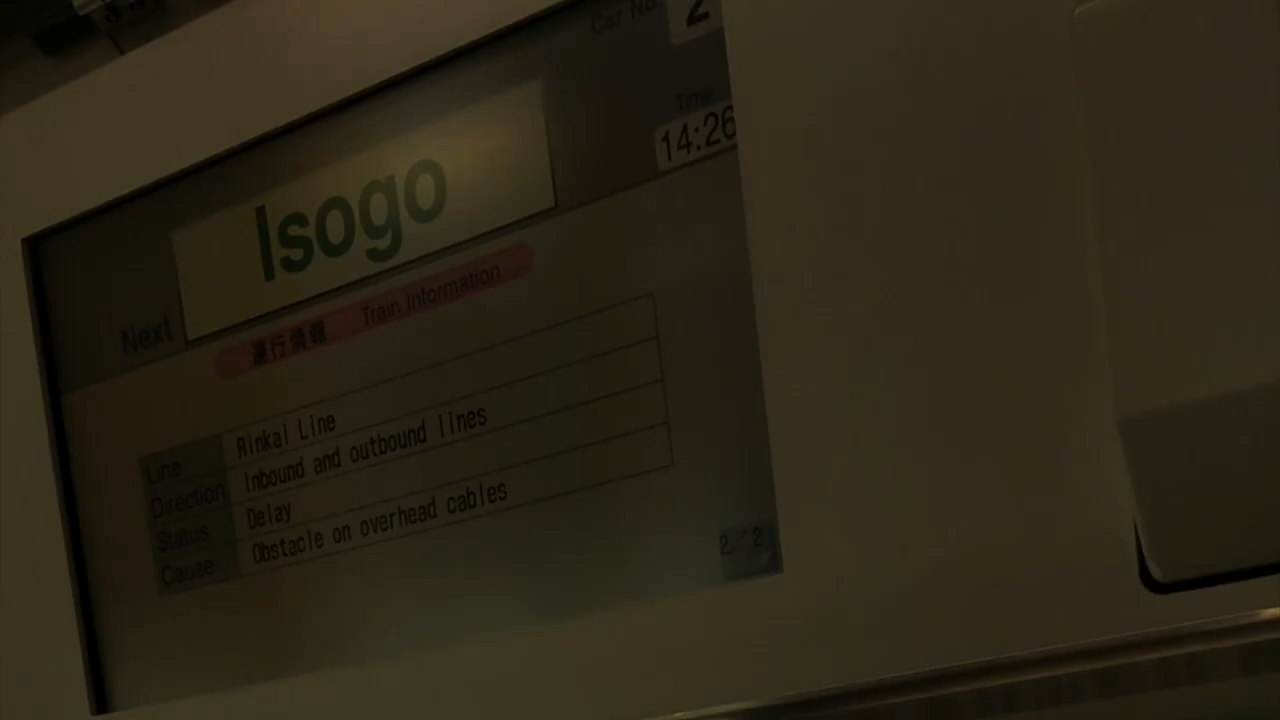 Car No. 2
Time
14:26
Next Isogo
運行情報 Train Information
Line Rinkai Line
Direction Inbound and outbound lines
Status Delay
Cause Obstacle on overhead cables
2/2